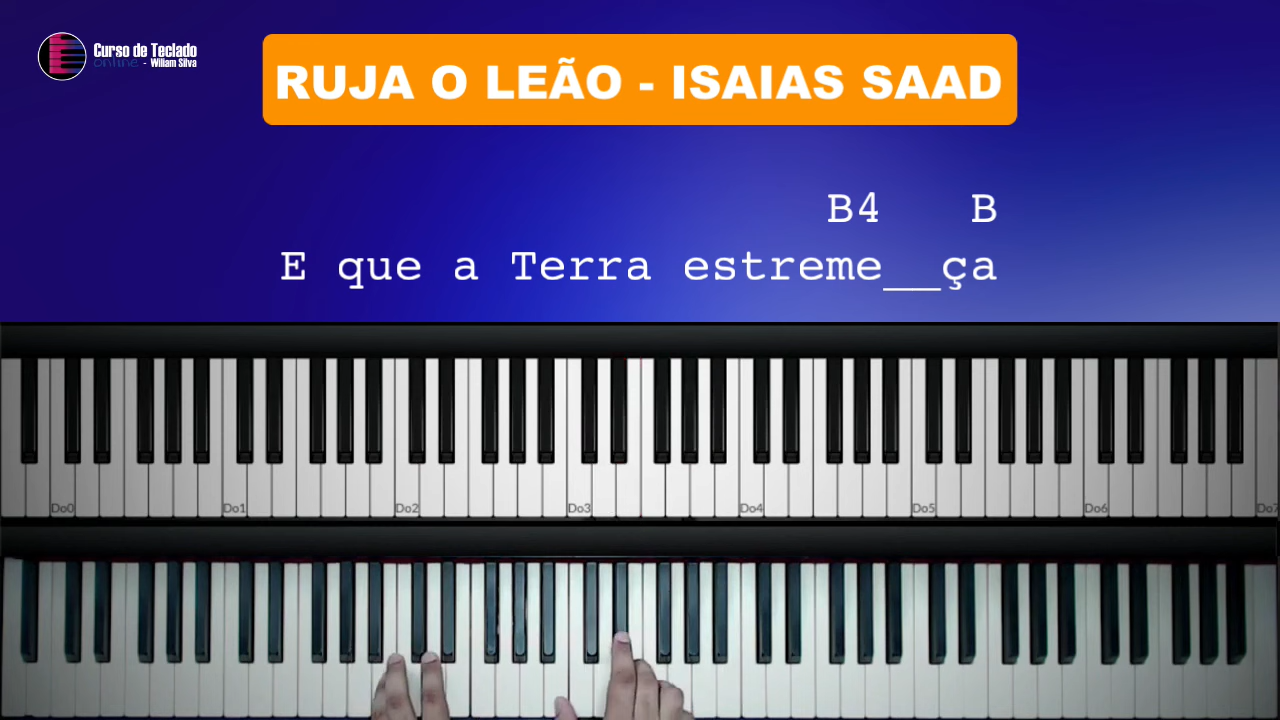 Curso de Teclado
online - Wiliam Silva
RUJA O LEÃO - ISAIAS SAAD
B4 B
E que a Terra estreme__ça
Do0 Do1 Do2 Do3 Do4 Do5 Do6 Do7